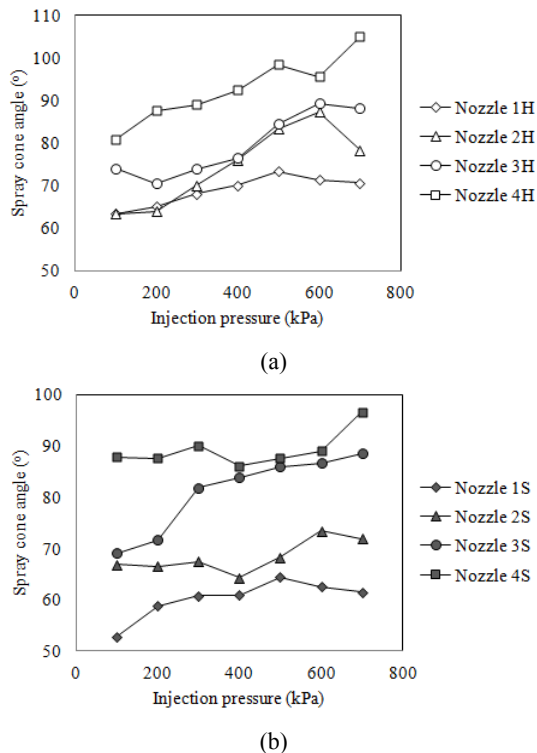 110
100
90
80
70
60
50
0 200 400 600 800
Spray cone angle (º)
Injection pressure (kPa)
Nozzle 1H
Nozzle 2H
Nozzle 3H
Nozzle 4H
(a)
100
90
80
70
60
50
0 200 400 600 800
Spray cone angle (º)
Injection pressure (kPa)
Nozzle 1S
Nozzle 2S
Nozzle 3S
Nozzle 4S
(b)